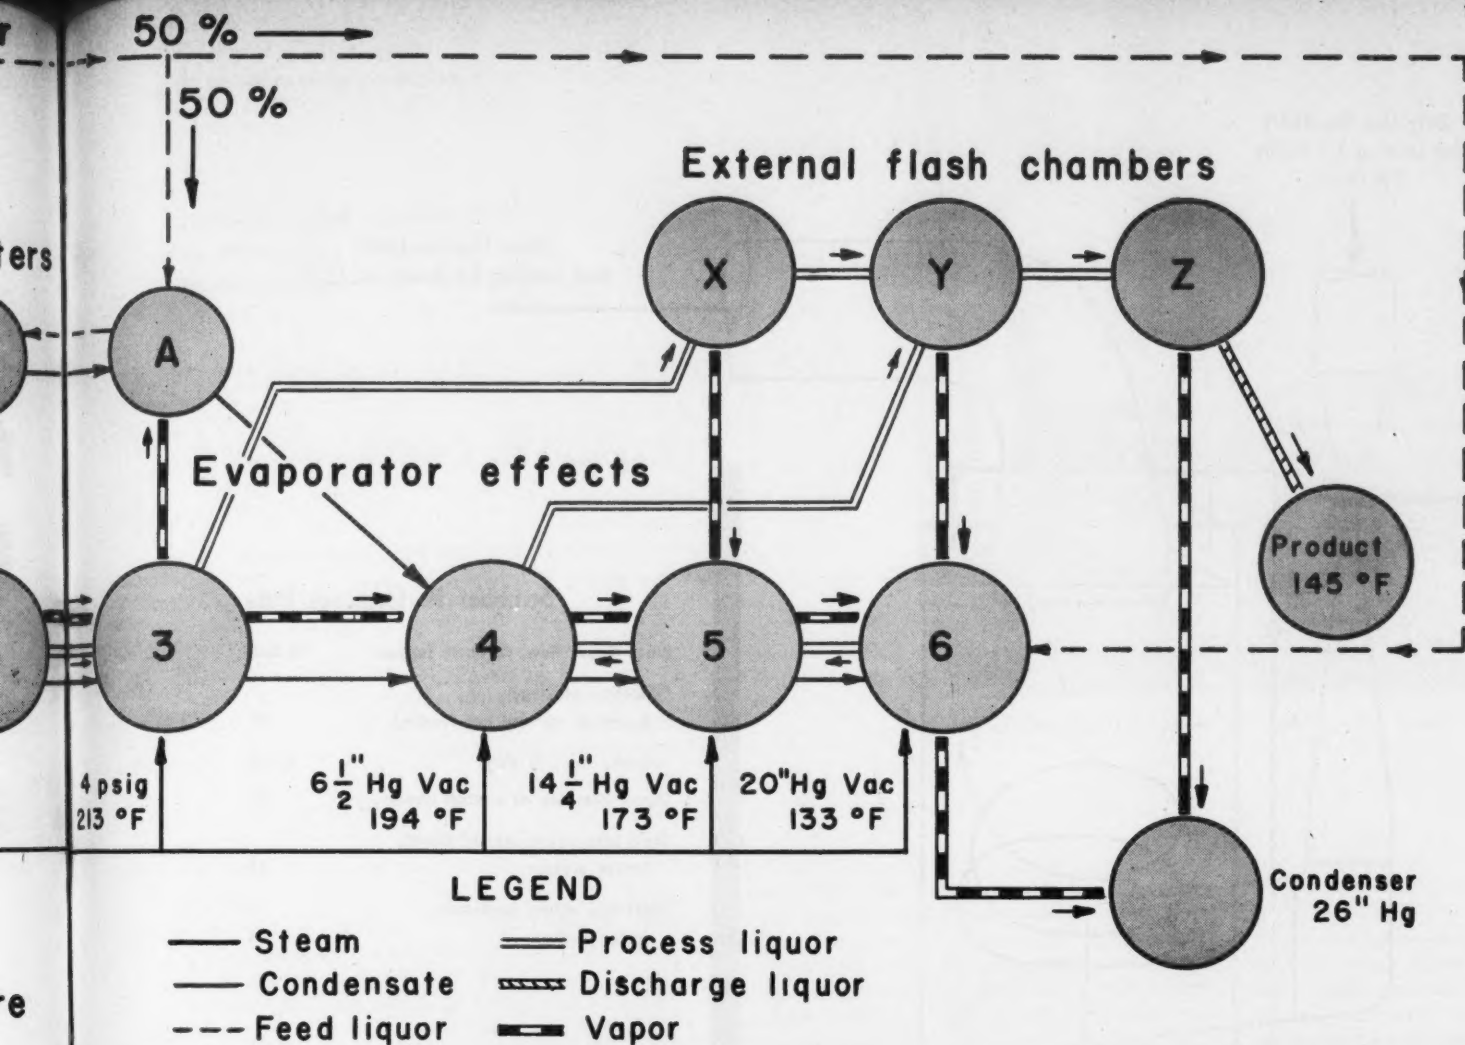 r
50 %
50 %
External flash chambers
ters
X
Y
Z
A
Evaporator effects
Product
145 °F
3
4
5
6
4 psig
213 °F
6 1/2" Hg Vac
194 °F
14 1/4" Hg Vac
173 °F
20" Hg Vac
133 °F
LEGEND
Condenser
26" Hg
Steam
Process liquor
Condensate
Discharge liquor
re
Feed liquor
Vapor